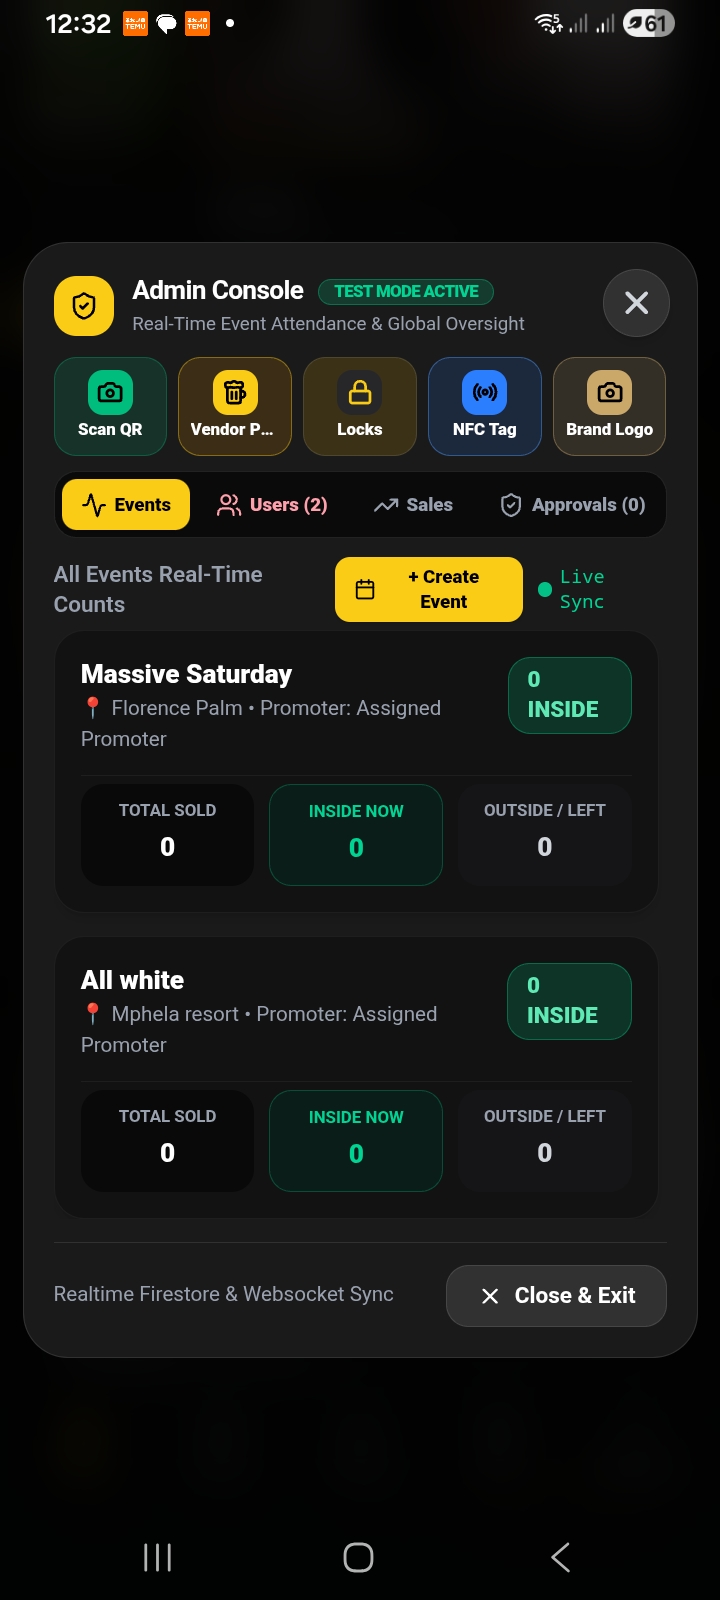 12:32
TEMU
TEMU
5
61
Admin Console
TEST MODE ACTIVE
Real-Time Event Attendance & Global Oversight
Scan QR
Vendor P...
Locks
NFC Tag
Brand Logo
Events
Users (2)
Sales
Approvals (0)
All Events Real-Time
Counts
+ Create
Event
Live
Sync
Massive Saturday
0
INSIDE
📍 Florence Palm • Promoter: Assigned
Promoter
TOTAL SOLD
0
INSIDE NOW
0
OUTSIDE / LEFT
0
All white
0
INSIDE
📍 Mphela resort • Promoter: Assigned
Promoter
TOTAL SOLD
0
INSIDE NOW
0
OUTSIDE / LEFT
0
Realtime Firestore & Websocket Sync
Close & Exit